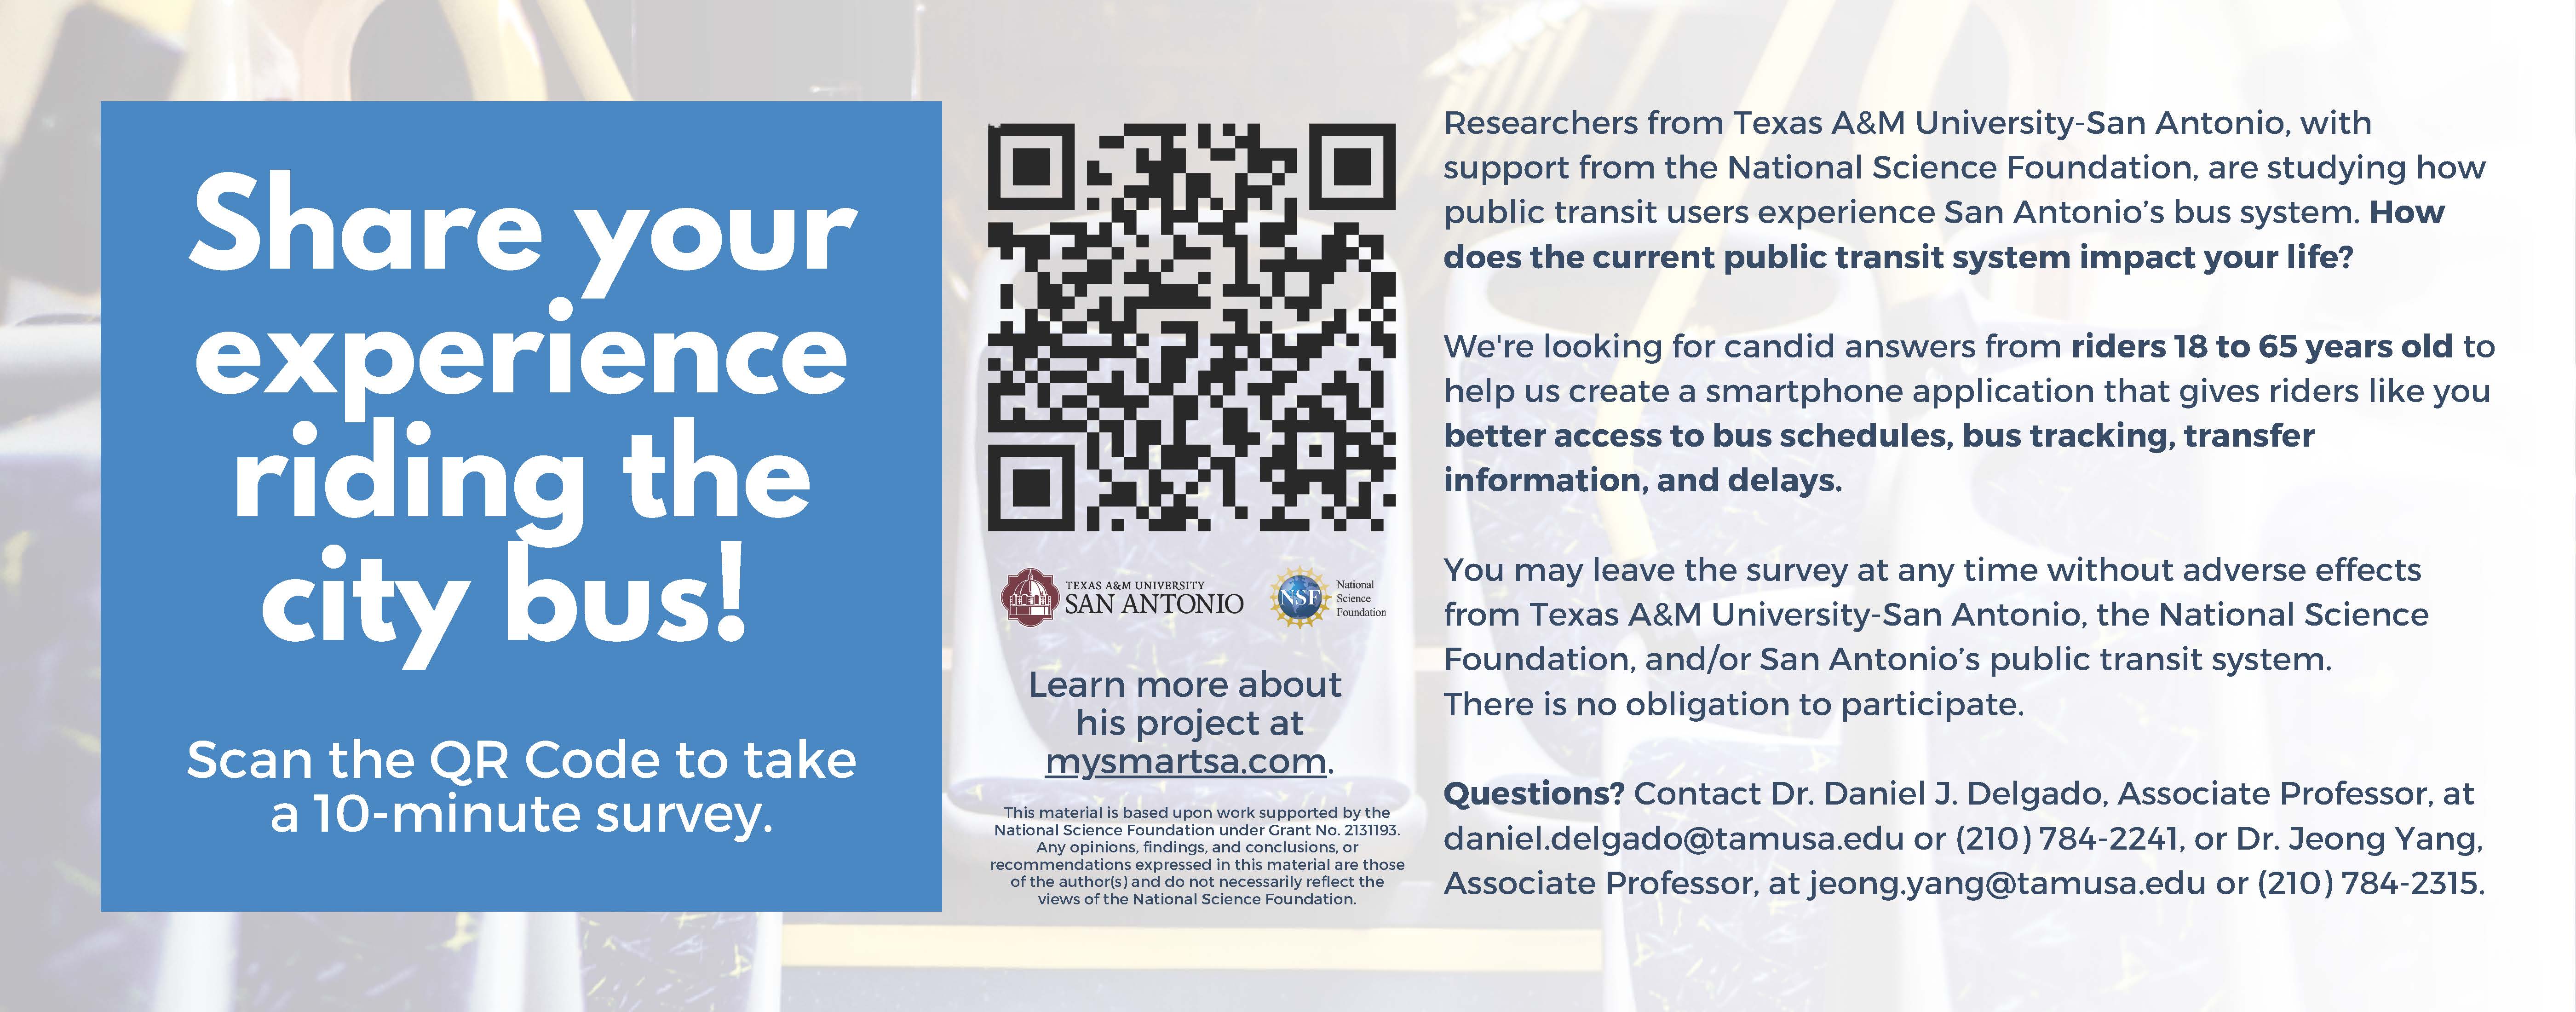 Share your
experience
riding the
city bus!
Scan the QR Code to take
a 10-minute survey.
TEXAS A&M UNIVERSITY
SAN ANTONIO
NSF
National
Science
Foundation
Learn more about
his project at
mysmartsa.com.
This material is based upon work supported by the
National Science Foundation under Grant No. 2131193.
Any opinions, findings, and conclusions, or
recommendations expressed in this material are those
of the author(s) and do not necessarily reflect the
views of the National Science Foundation.
Researchers from Texas A&M University-San Antonio, with
support from the National Science Foundation, are studying how
public transit users experience San Antonio’s bus system. How
does the current public transit system impact your life?
We're looking for candid answers from riders 18 to 65 years old to
help us create a smartphone application that gives riders like you
better access to bus schedules, bus tracking, transfer
information, and delays.
You may leave the survey at any time without adverse effects
from Texas A&M University-San Antonio, the National Science
Foundation, and/or San Antonio’s public transit system.
There is no obligation to participate.
Questions? Contact Dr. Daniel J. Delgado, Associate Professor, at
daniel.delgado@tamusa.edu or (210) 784-2241, or Dr. Jeong Yang,
Associate Professor, at jeong.yang@tamusa.edu or (210) 784-2315.